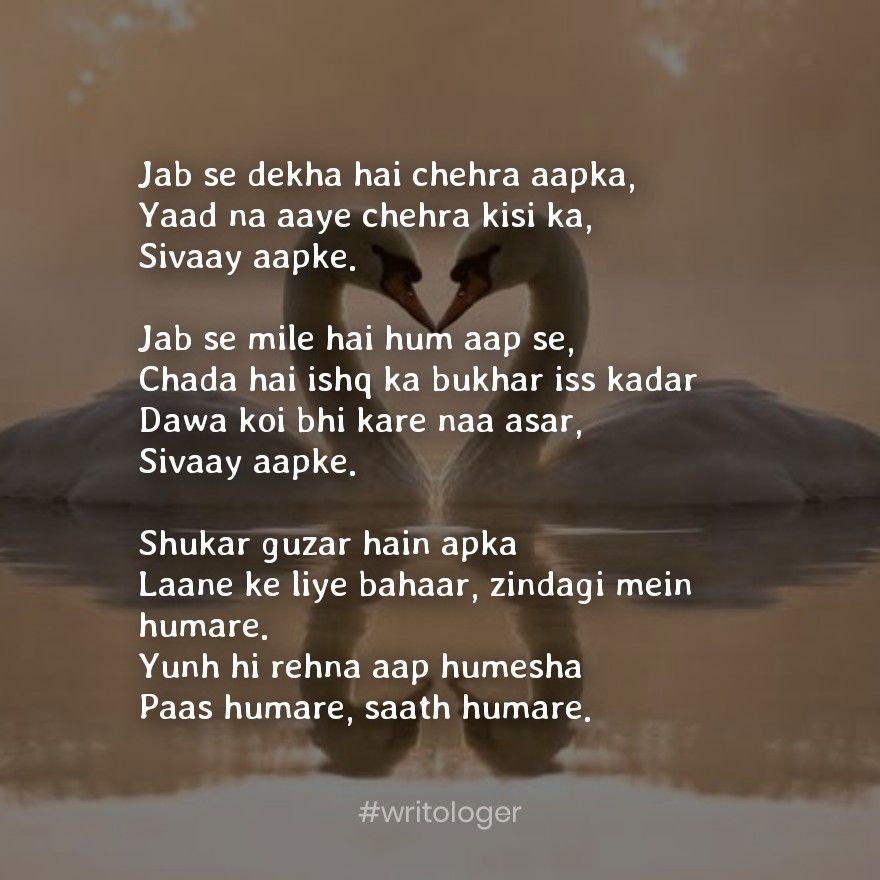 Jab se dekha hai chehra aapka,
Yaad na aaye chehra kisi ka,
Sivaay aapke.
Jab se mile hai hum aap se,
Chada hai ishq ka bukhar iss kadar
Dawa koi bhi kare naa asar,
Sivaay aapke.
Shukar guzar hain apka
Laane ke liye bahaar, zindagi mein
humare.
Yunh hi rehna aap humesha
Paas humare, saath humare.
#writologer